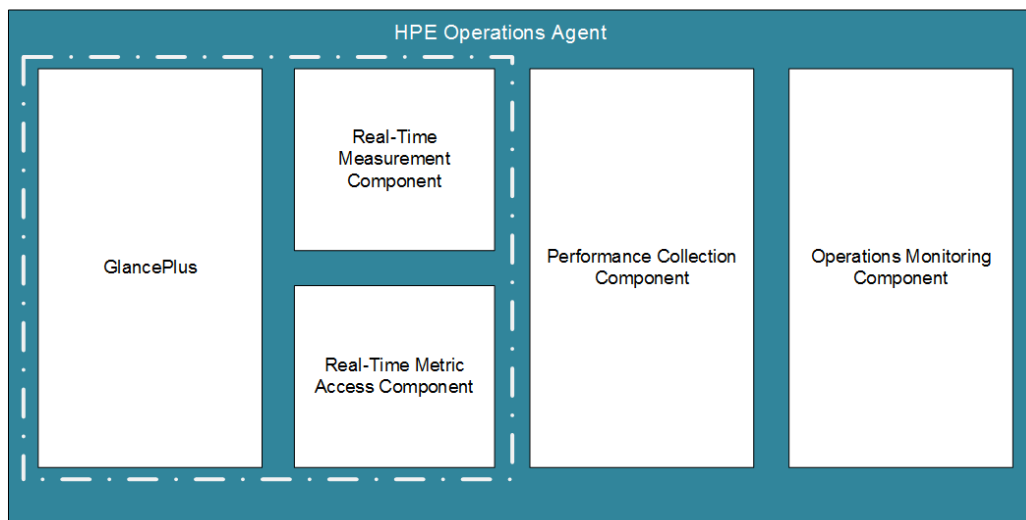 HPE Operations Agent
GlancePlus
Real-Time
Measurement
Component
Real-Time Metric
Access Component
Performance Collection
Component
Operations Monitoring
Component